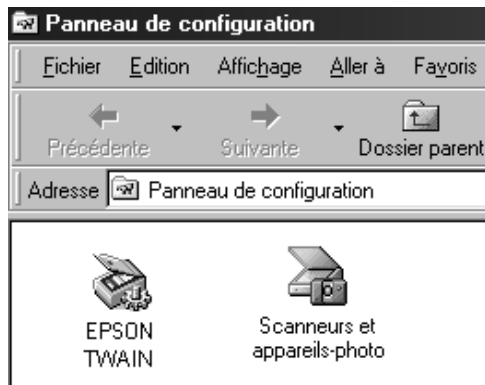 Panneau de configuration
Fichier Edition Affichage Aller à Favoris
Précédente Suivante Dossier parent
Adresse Panneau de configuration
EPSON TWAIN
Scanneurs et appareils-photo